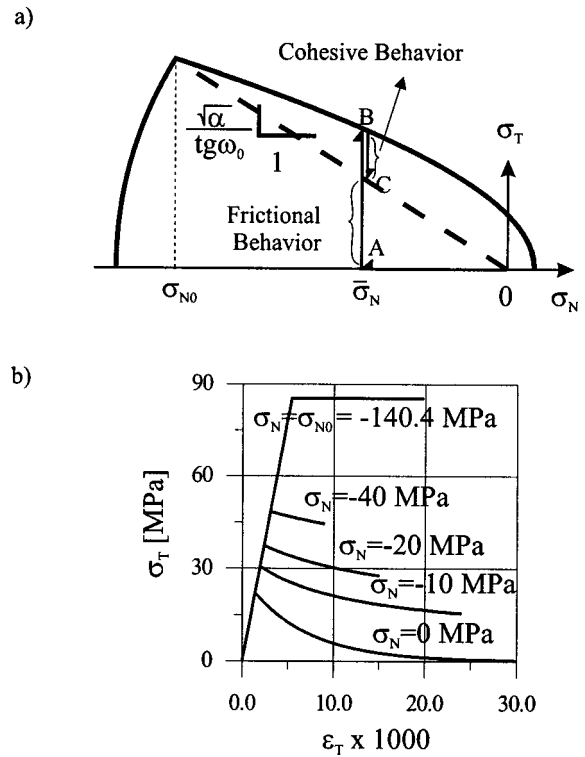 a)
Cohesive Behavior
√α
tgω₀
1
B
σ_T
C
Frictional
Behavior
A
σ_N0
σ̅_N
0
σ_N
b)
90
60
30
0
σ_T [MPa]
σ_N=σ_N0= -140.4 MPa
σ_N=-40 MPa
σ_N=-20 MPa
σ_N=-10 MPa
σ_N=0 MPa
0.0 10.0 20.0 30.0
ε_T x 1000